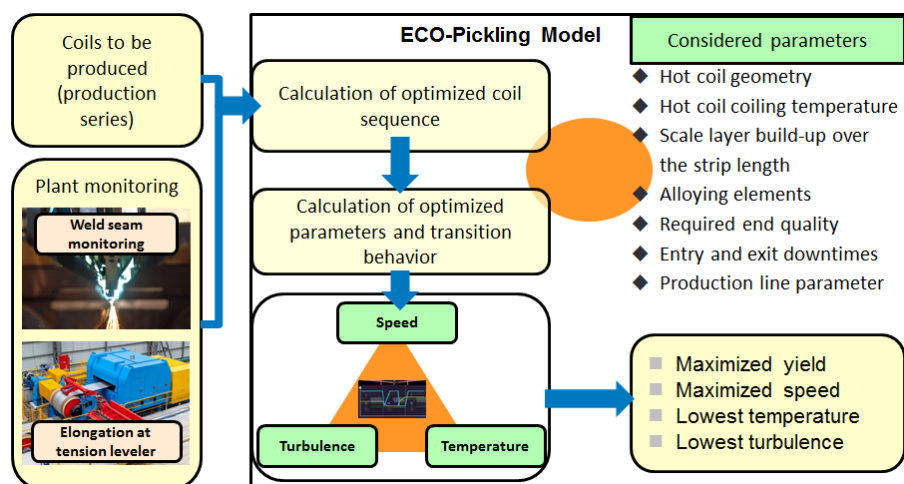 Coils to be
produced
(production
series)
Plant monitoring
Weld seam
monitoring
Elongation at
tension leveler
ECO-Pickling Model
Calculation of optimized coil
sequence
Calculation of optimized
parameters and transition
behavior
Speed
Turbulence
Temperature
Considered parameters
Hot coil geometry
Hot coil coiling temperature
Scale layer build-up over
the strip length
Alloying elements
Required end quality
Entry and exit downtimes
Production line parameter
Maximized yield
Maximized speed
Lowest temperature
Lowest turbulence